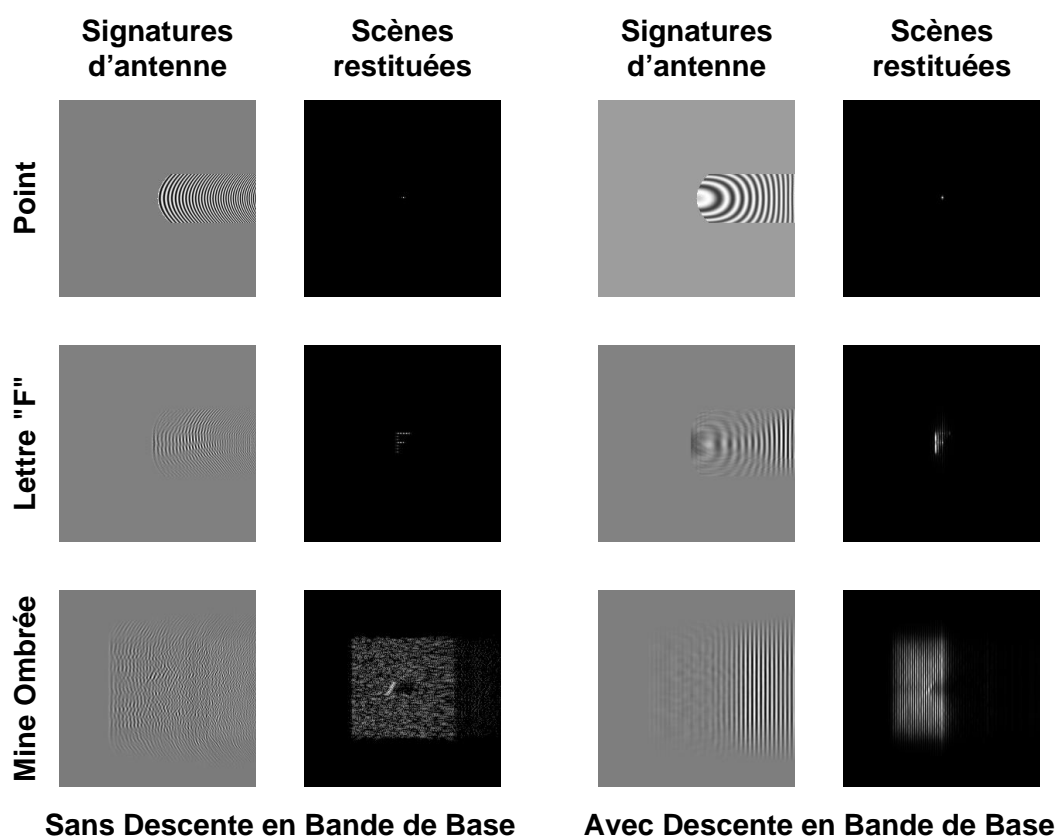 Signatures
d'antenne
Scènes
restituées
Signatures
d'antenne
Scènes
restituées
Point
Lettre "F"
Mine Ombrée
Sans Descente en Bande de Base
Avec Descente en Bande de Base